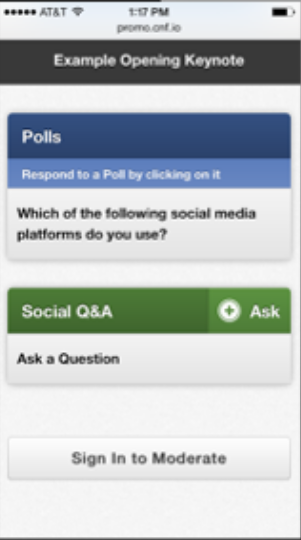 AT&T 1:17 PM
promo.cnf.io
Example Opening Keynote
Polls
Respond to a Poll by clicking on it
Which of the following social media
platforms do you use?
Social Q&A
Ask
Ask a Question
Sign In to Moderate